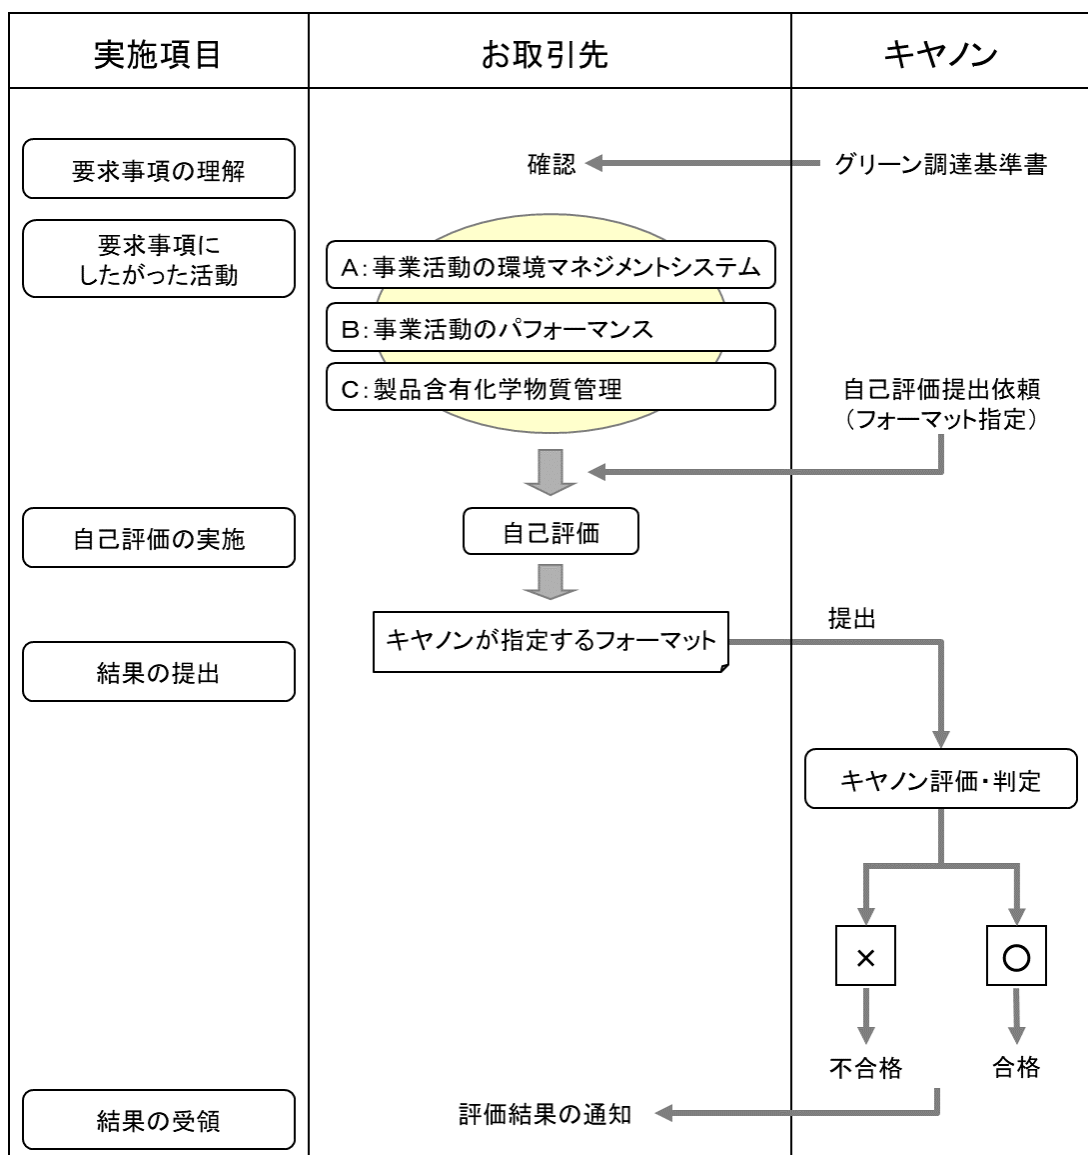 実施項目
お取引先
キヤノン
要求事項の理解
確認
グリーン調達基準書
要求事項に
したがった活動
A:事業活動の環境マネジメントシステム
B:事業活動のパフォーマンス
C:製品含有化学物質管理
自己評価提出依頼
（フォーマット指定）
自己評価の実施
自己評価
キヤノンが指定するフォーマット
提出
結果の提出
キヤノン評価・判定
×
○
不合格
合格
結果の受領
評価結果の通知